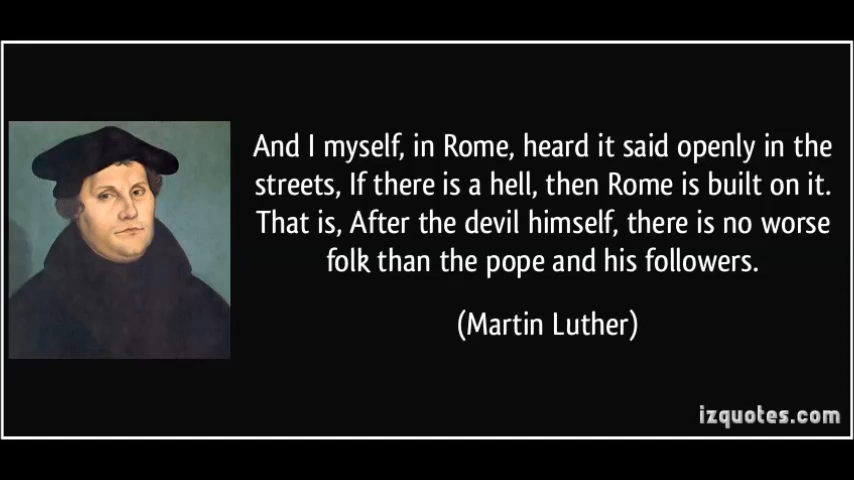 And I myself, in Rome, heard it said openly in the
streets, If there is a hell, then Rome is built on it.
That is, After the devil himself, there is no worse
folk than the pope and his followers.
(Martin Luther)
izquotes.com